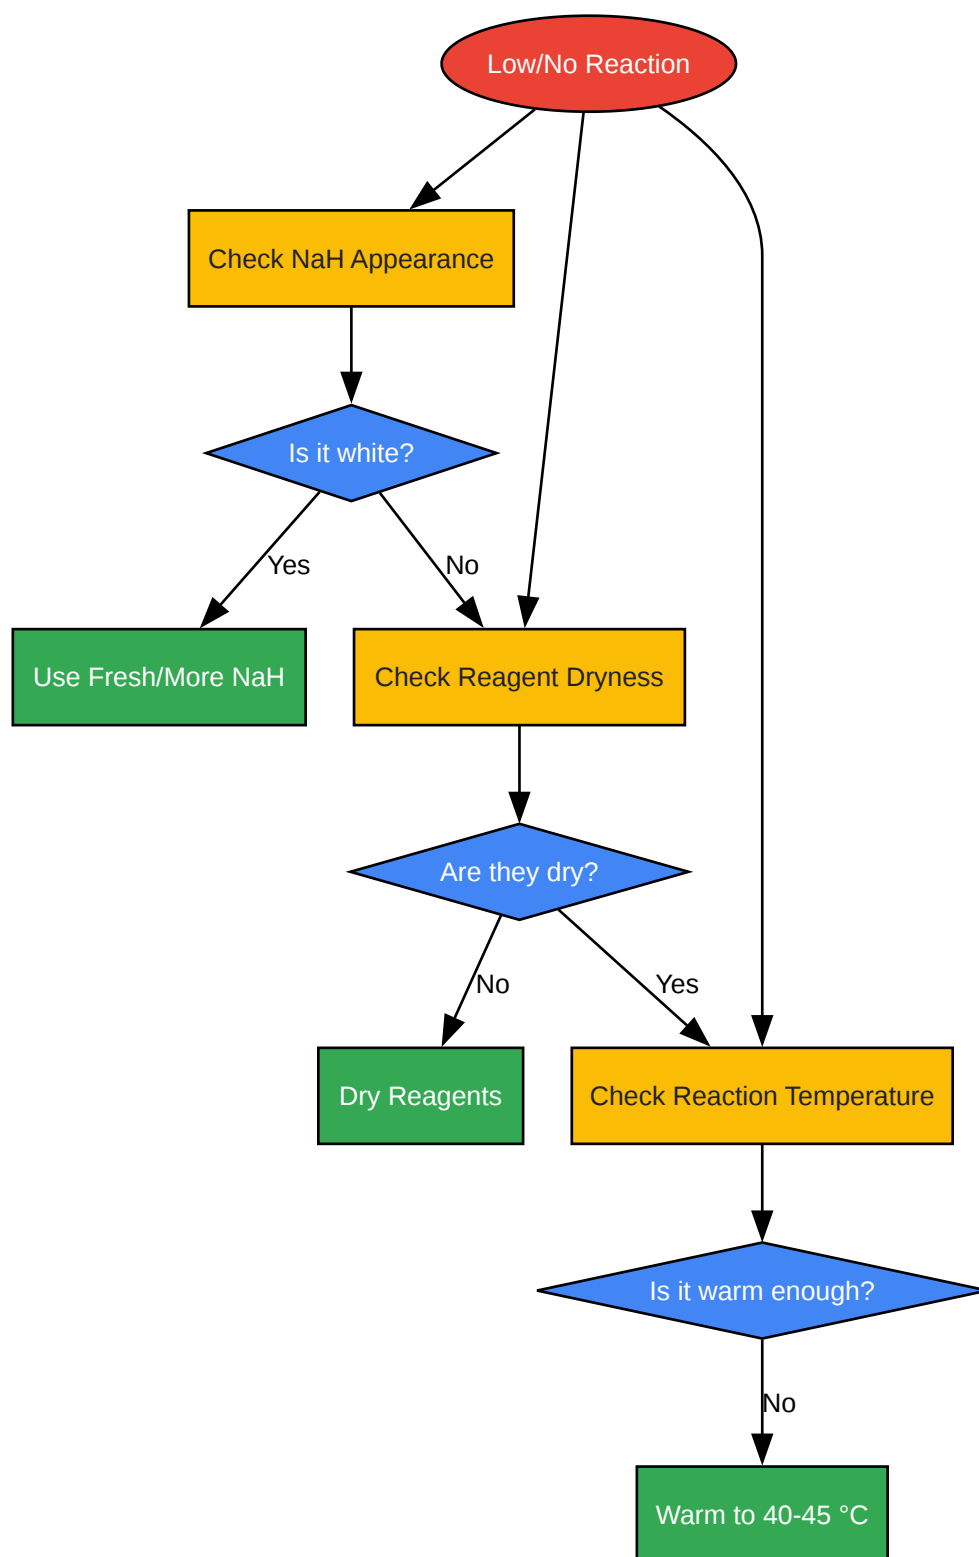 Low/No Reaction
Check NaH Appearance
Is it white?
Yes
No
Use Fresh/More NaH
Check Reagent Dryness
Are they dry?
No
Yes
Dry Reagents
Check Reaction Temperature
Is it warm enough?
No
Warm to 40-45 °C